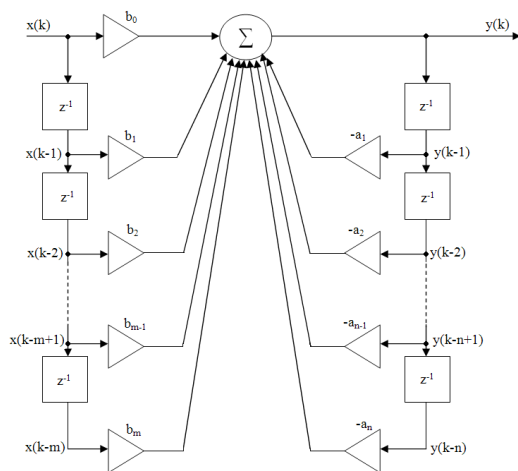 x(k) b₀ Σ y(k)
z⁻¹ z⁻¹
b₁ -a₁
x(k-1) y(k-1)
z⁻¹ z⁻¹
b₂ -a₂
x(k-2) y(k-2)
bₘ₋₁ -aₙ₋₁
x(k-m+1) y(k-n+1)
z⁻¹ z⁻¹
bₘ -aₙ
x(k-m) y(k-n)